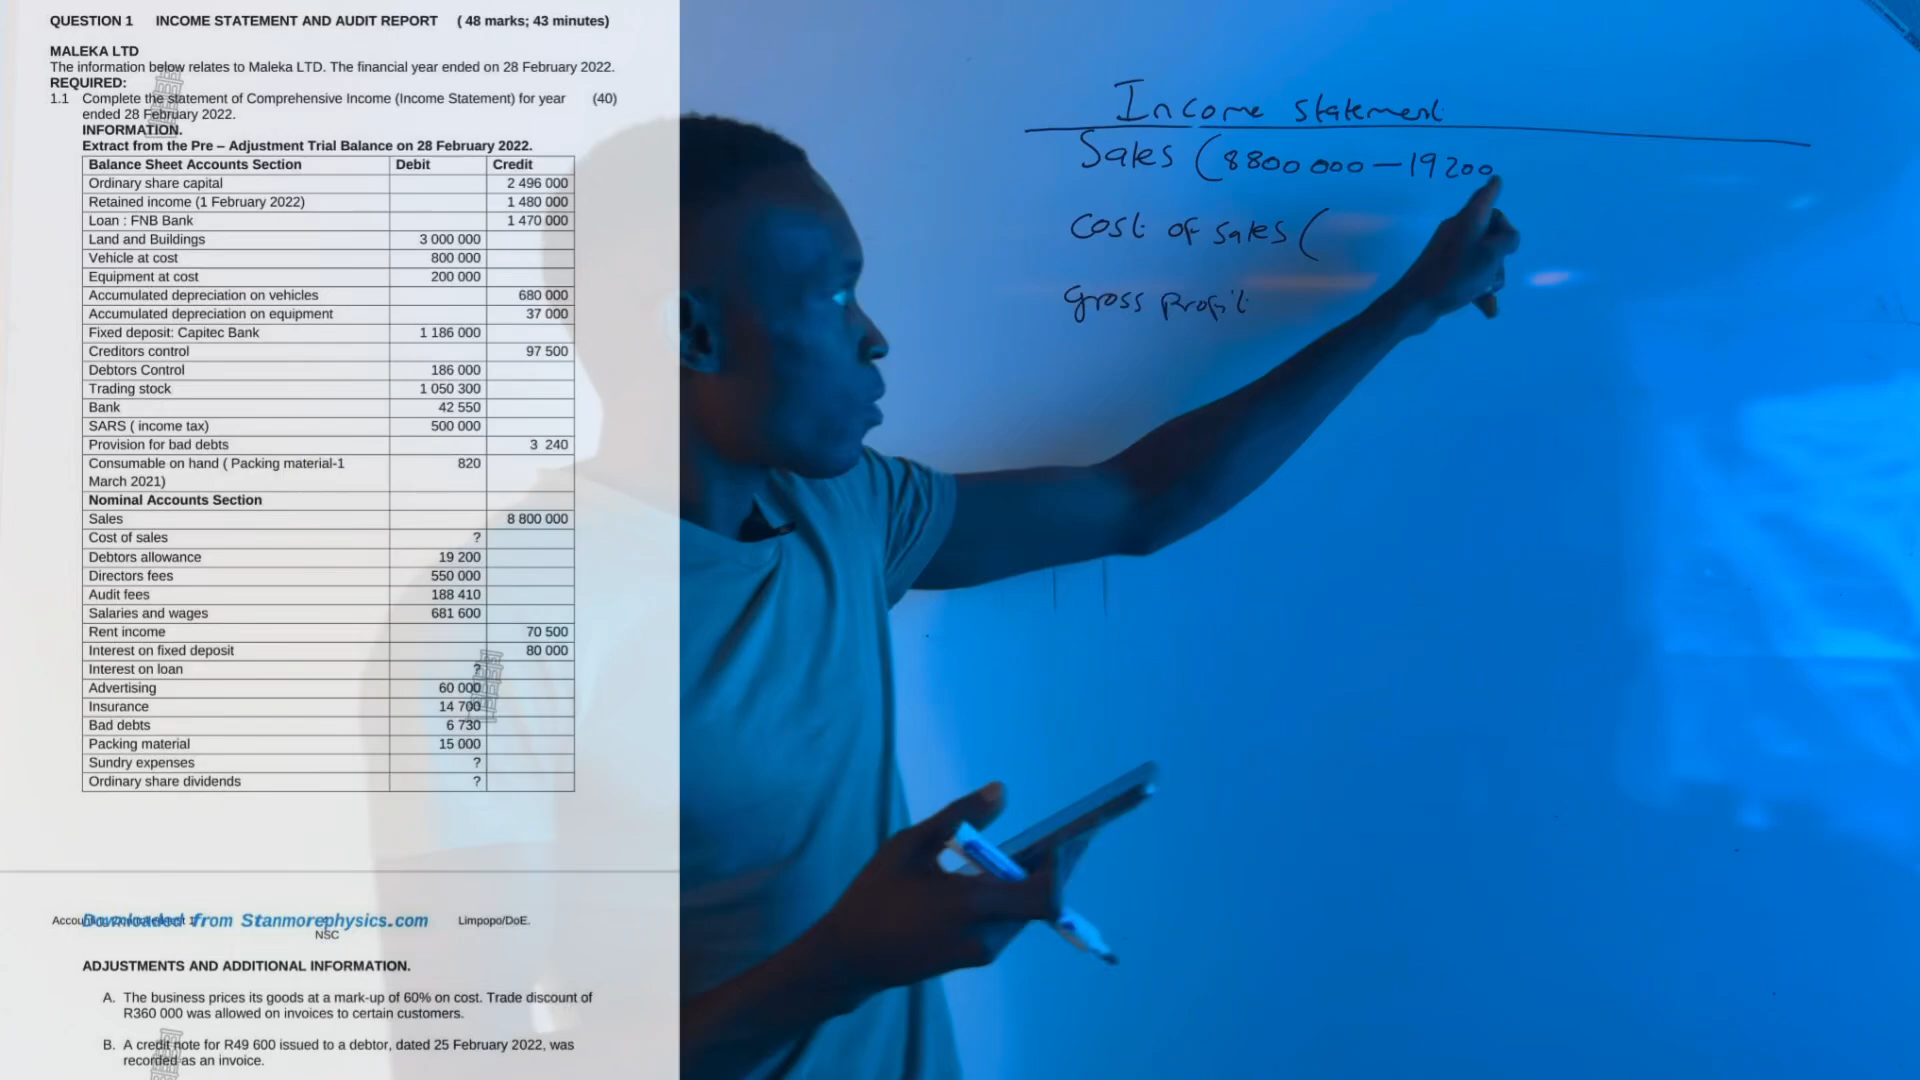 QUESTION 1 INCOME STATEMENT AND AUDIT REPORT ( 48 marks; 43 minutes)
MALEKA LTD
The information below relates to Maleka LTD. The financial year ended on 28 February 2022.
REQUIRED:
1.1 Complete the statement of Comprehensive Income (Income Statement) for year (40)
ended 28 February 2022.
INFORMATION.
Extract from the Pre – Adjustment Trial Balance on 28 February 2022.
Balance Sheet Accounts Section Debit Credit
Ordinary share capital 2 496 000
Retained income (1 February 2022) 1 480 000
Loan : FNB Bank 1 470 000
Land and Buildings 3 000 000
Vehicle at cost 800 000
Equipment at cost 200 000
Accumulated depreciation on vehicles 680 000
Accumulated depreciation on equipment 37 000
Fixed deposit: Capitec Bank 1 186 000
Creditors control 97 500
Debtors Control 186 000
Trading stock 1 050 300
Bank 42 550
SARS ( income tax) 500 000
Provision for bad debts 3 240
Consumable on hand ( Packing material-1 820
March 2021)
Nominal Accounts Section
Sales 8 800 000
Cost of sales ?
Debtors allowance 19 200
Directors fees 550 000
Audit fees 188 410
Salaries and wages 681 600
Rent income 70 500
Interest on fixed deposit 80 000
Interest on loan ?
Advertising 60 000
Insurance 14 700
Bad debts 6 730
Packing material 15 000
Sundry expenses ?
Ordinary share dividends ?
Downloaded from Stanmorephysics.com Limpopo/DoE.
NSC
ADJUSTMENTS AND ADDITIONAL INFORMATION.
A. The business prices its goods at a mark-up of 60% on cost. Trade discount of
R360 000 was allowed on invoices to certain customers.
B. A credit note for R49 600 issued to a debtor, dated 25 February 2022, was
recorded as an invoice.
Income statement
Sales (8800 000 – 19200
Cost of sales (
gross profit